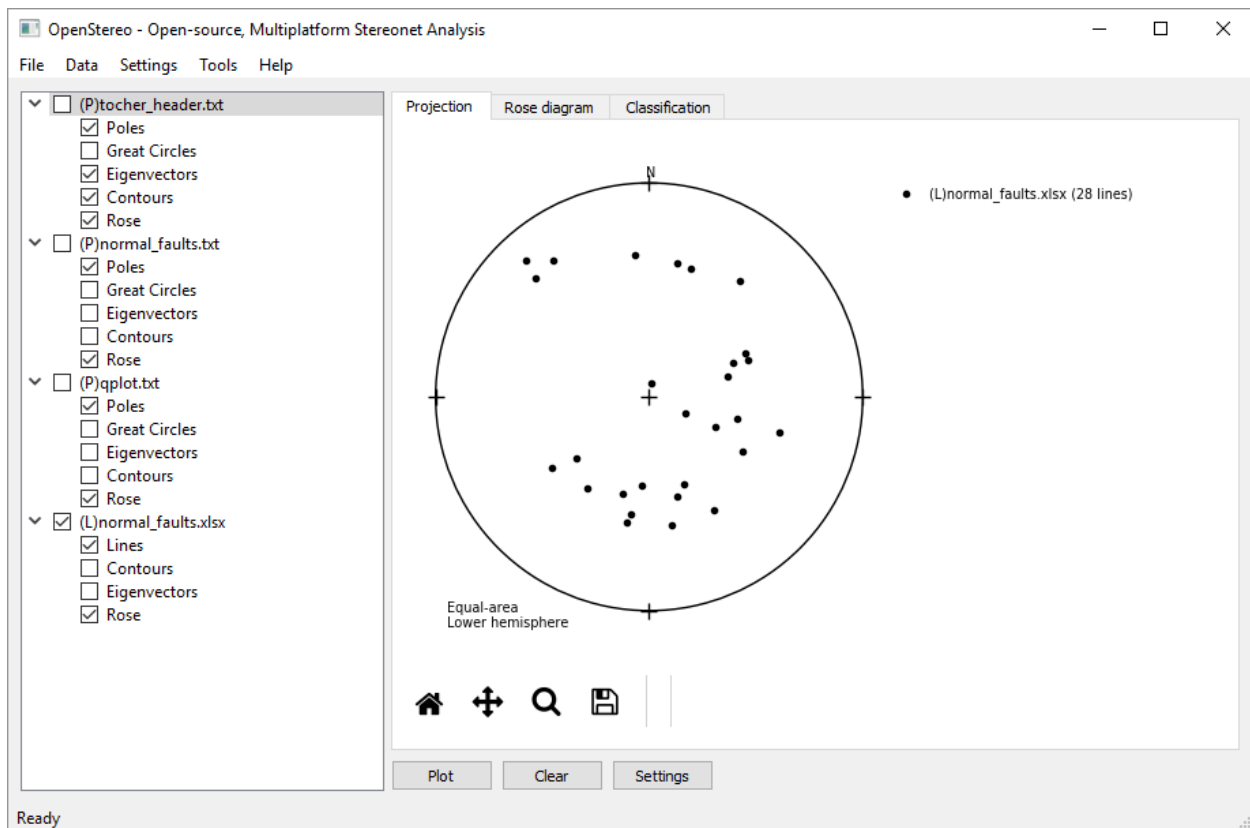 OpenStereo - Open-source, Multiplatform Stereonet Analysis
File Data Settings Tools Help
(P)tocher_header.txt
Poles
Great Circles
Eigenvectors
Contours
Rose
(P)normal_faults.txt
Poles
Great Circles
Eigenvectors
Contours
Rose
(P)qplot.txt
Poles
Great Circles
Eigenvectors
Contours
Rose
(L)normal_faults.xlsx
Lines
Contours
Eigenvectors
Rose
Projection Rose diagram Classification
N
(L)normal_faults.xlsx (28 lines)
Equal-area
Lower hemisphere
Plot Clear Settings
Ready